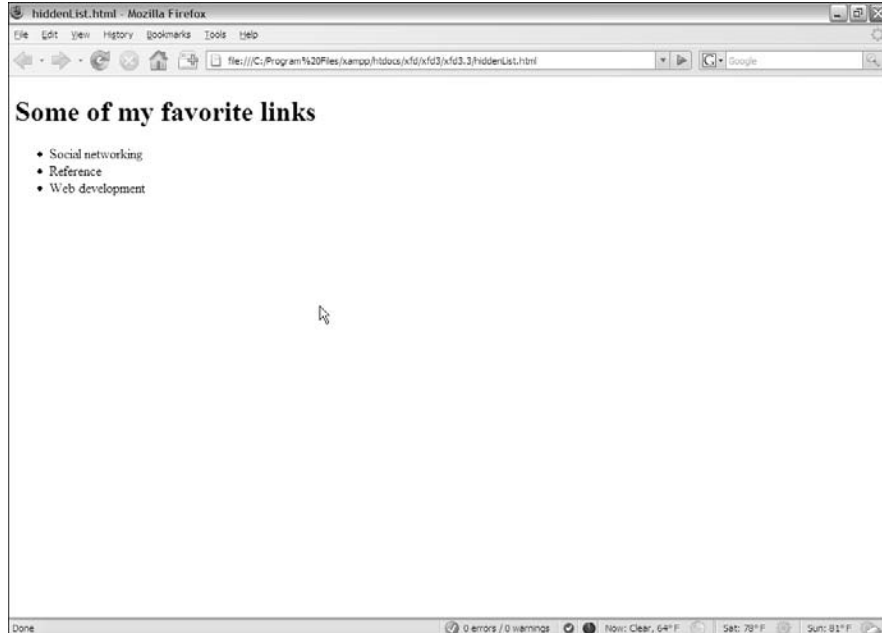 hiddenList.html - Mozilla Firefox
File Edit View History Bookmarks Tools Help
file:///C:/Program%20Files/xampp/htdocs/xfd/xfd3/xfd3.3/hiddenList.html G Google
Some of my favorite links
• Social networking
• Reference
• Web development
Done 0 errors / 0 warnings Now: Clear, 64° F Sat: 78° F Sun: 81° F